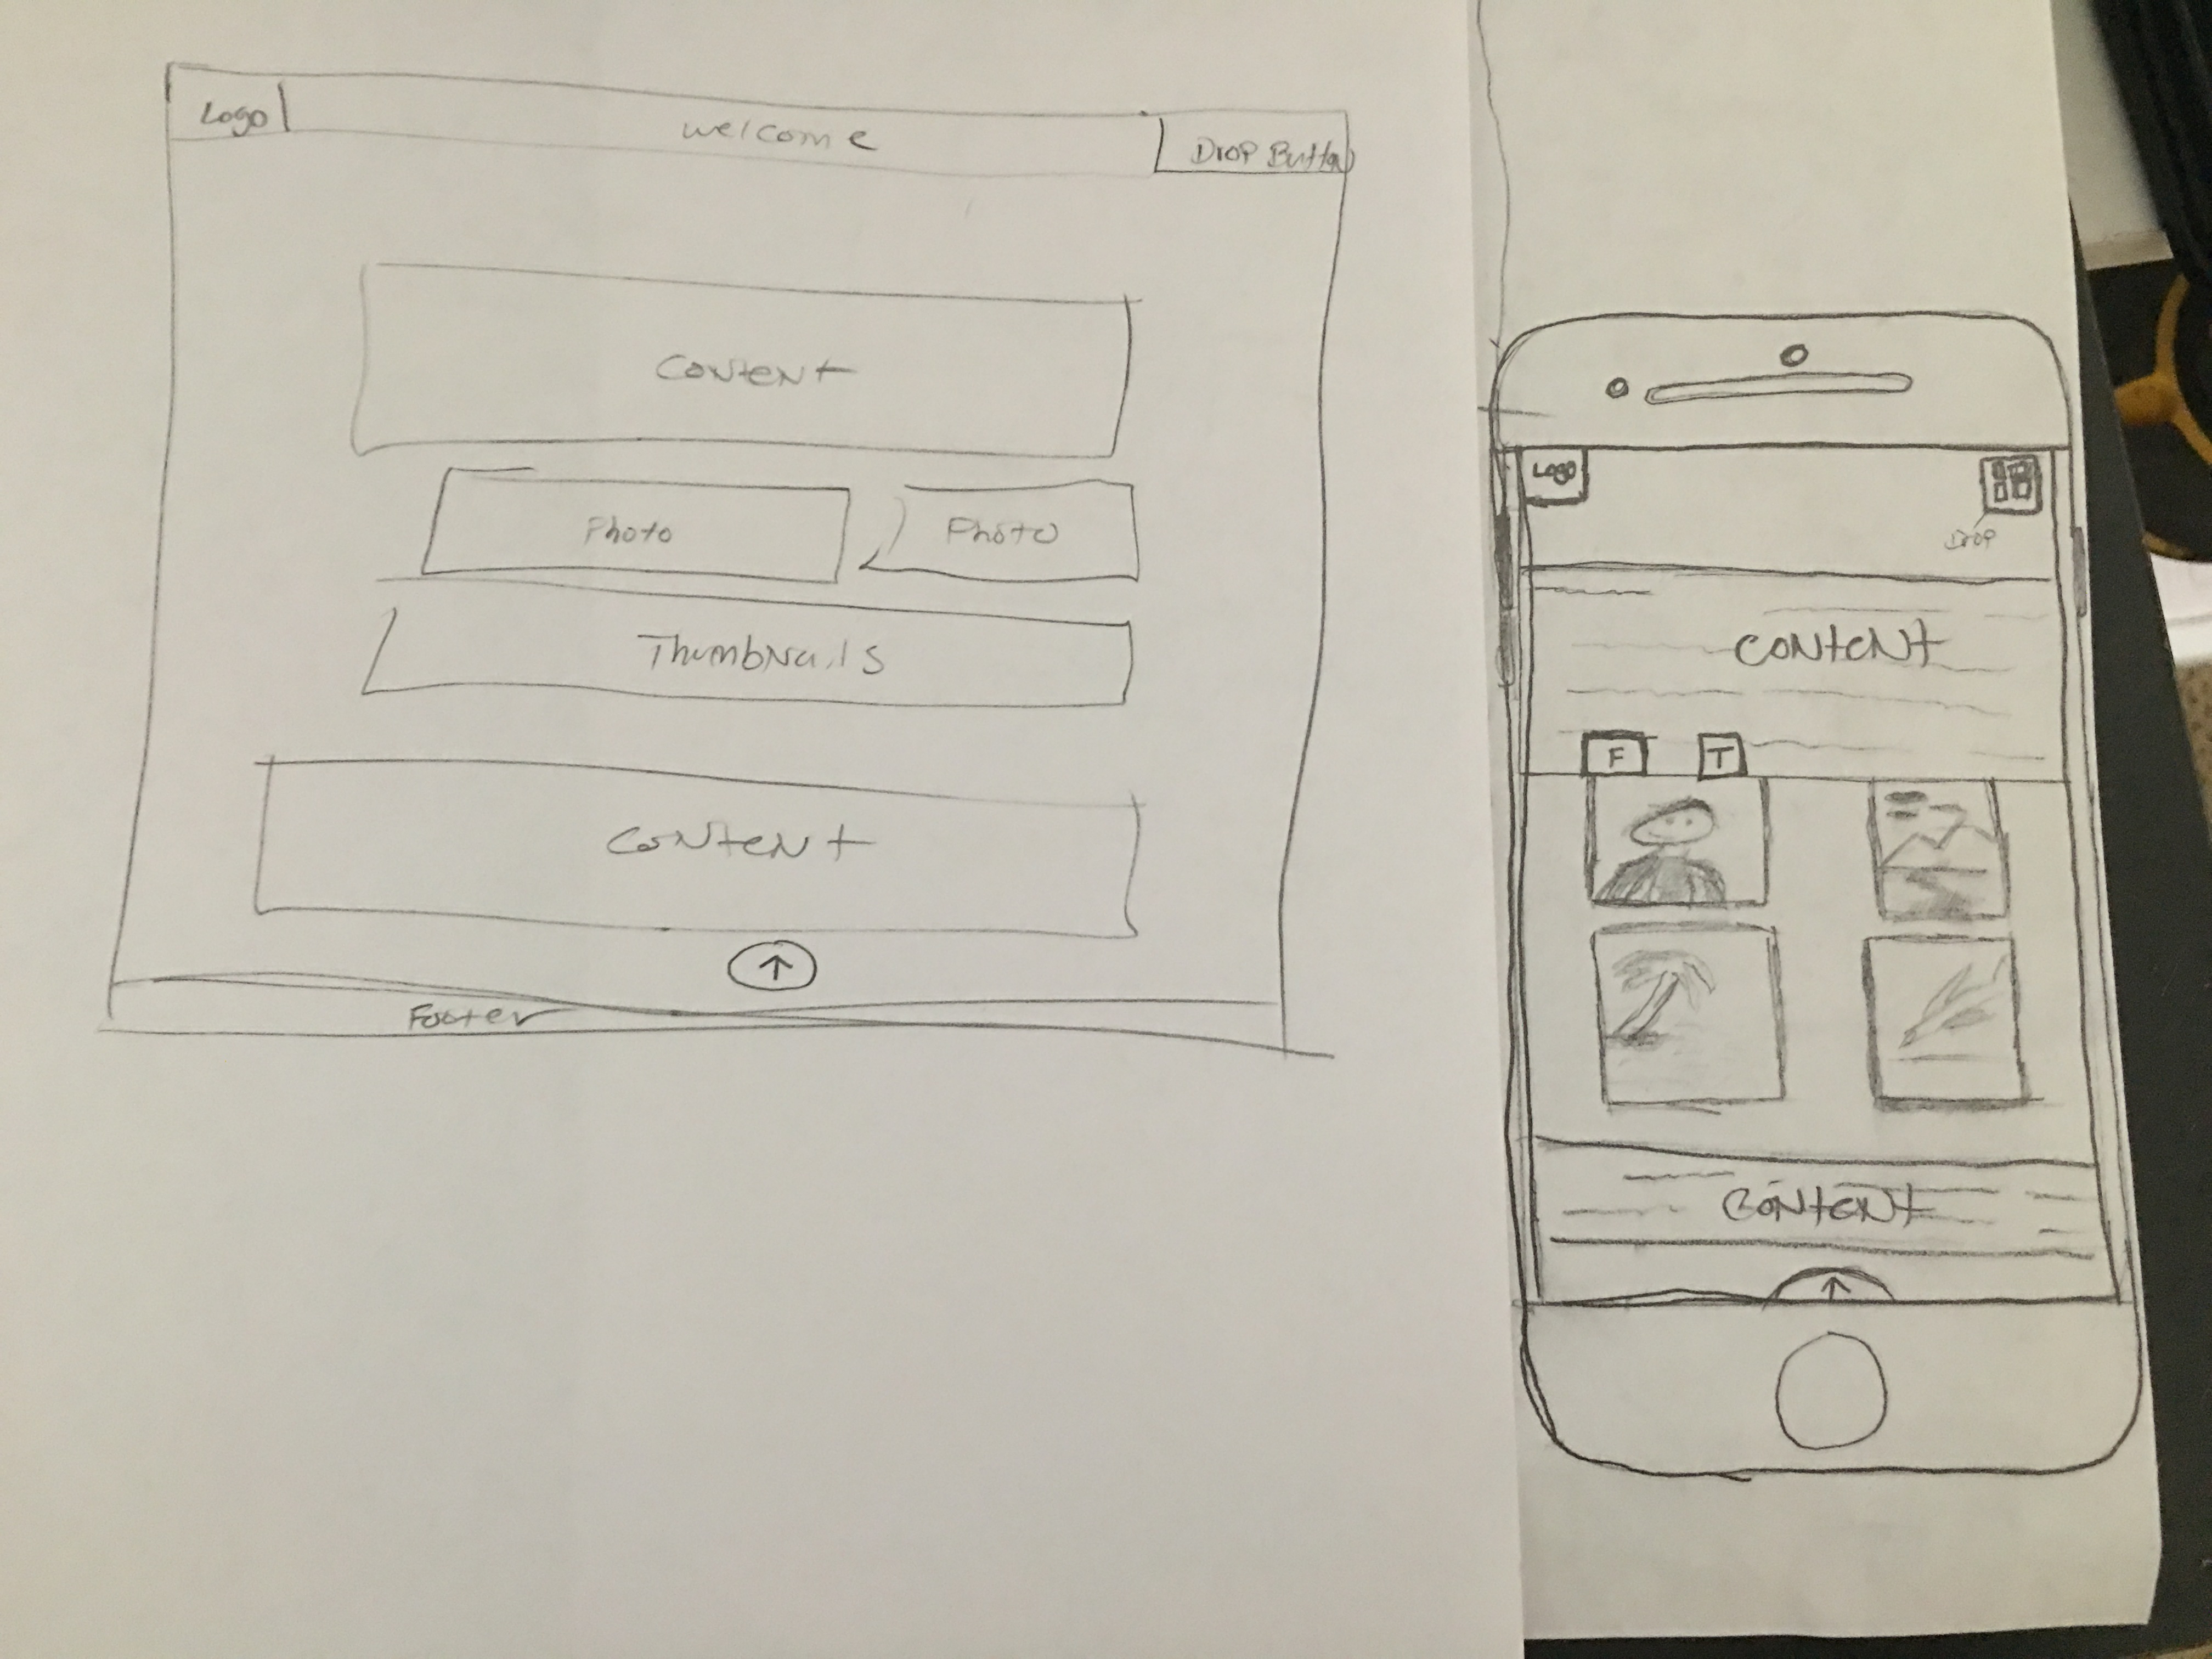 Logo
welcome
Drop Button
Content
Photo
Photo
Thumbnails
Content
Footer
Logo
Drop
Content
F
T
Content